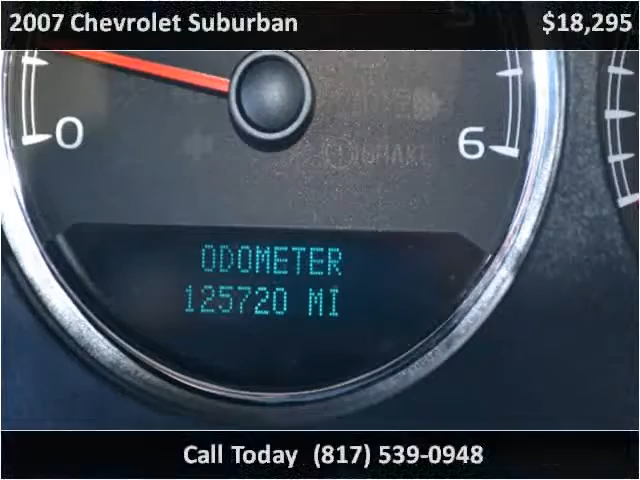 2007 Chevrolet Suburban $18,295
0 6
ODOMETER
125720 MI
Call Today (817) 539-0948